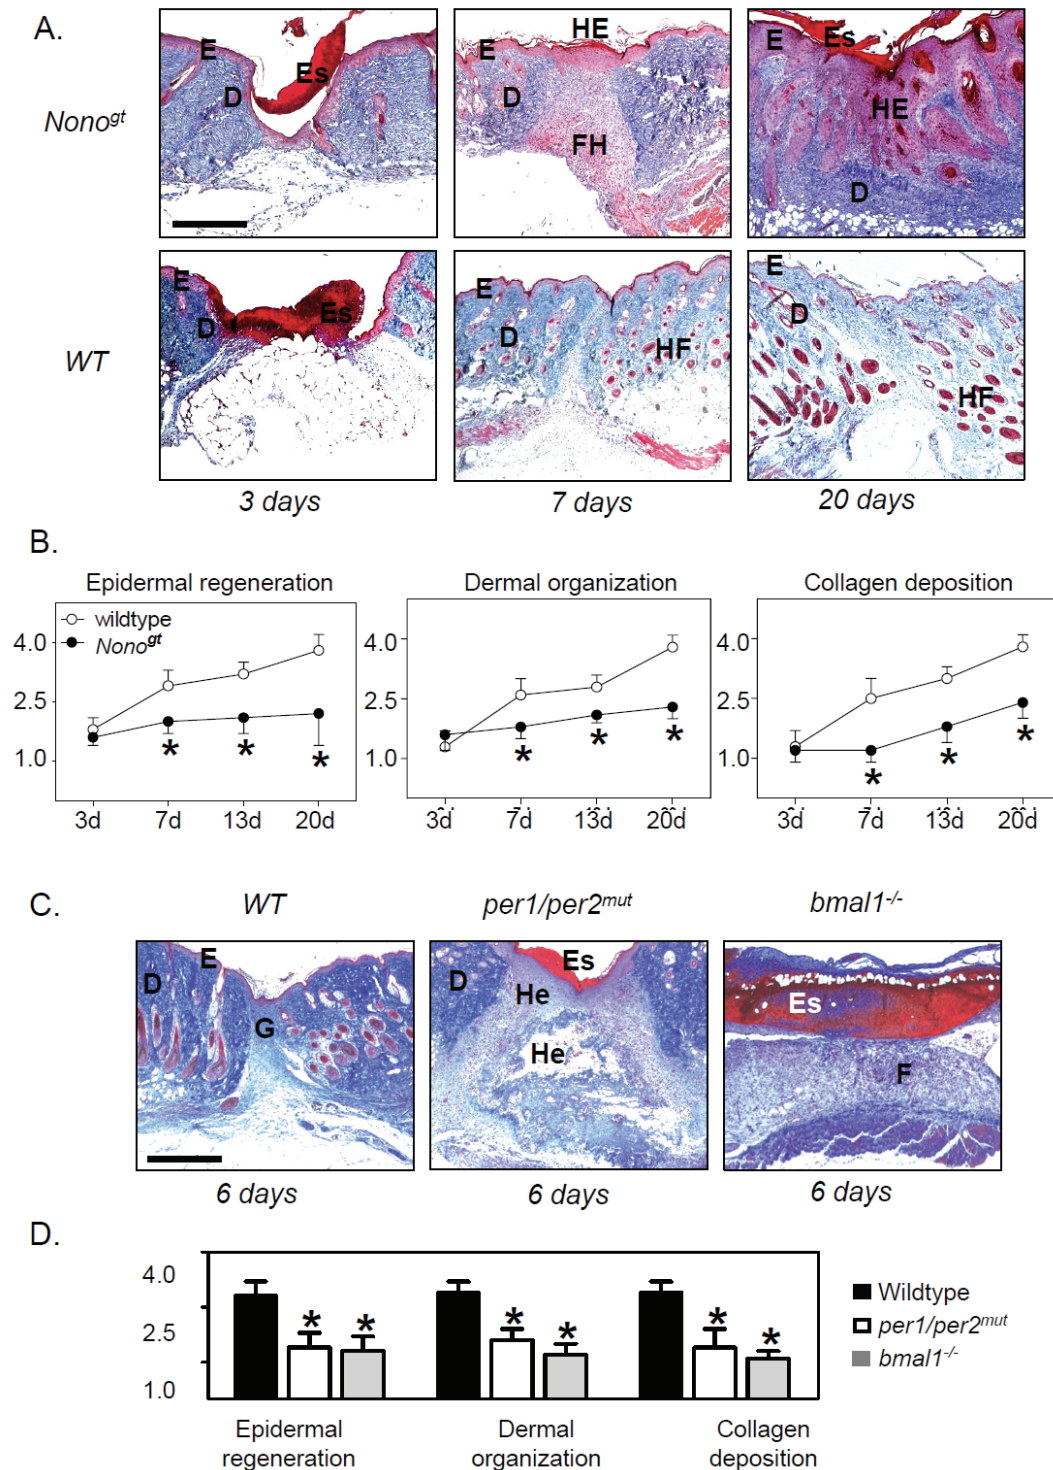 A.
Nono^gt
E
Es
D
E
HE
D
FH
E
Es
HE
D
WT
E
D
Es
E
D
HF
E
D
HF
3 days
7 days
20 days
B.
Epidermal regeneration
Dermal organization
Collagen deposition
wildtype
Nono^gt
4.0
2.5
1.0
* * *
3d 7d 13d 20d
4.0
2.5
1.0
* * *
3d 7d 13d 20d
4.0
2.5
1.0
* * *
3d 7d 13d 20d
C.
WT
per1/per2^mut
bmal1^-/-
D
E
G
D
Es
He
He
Es
F
6 days
6 days
6 days
D.
4.0
2.5
1.0
* * * * * *
Wildtype
per1/per2^mut
bmal1^-/-
Epidermal
regeneration
Dermal
organization
Collagen
deposition